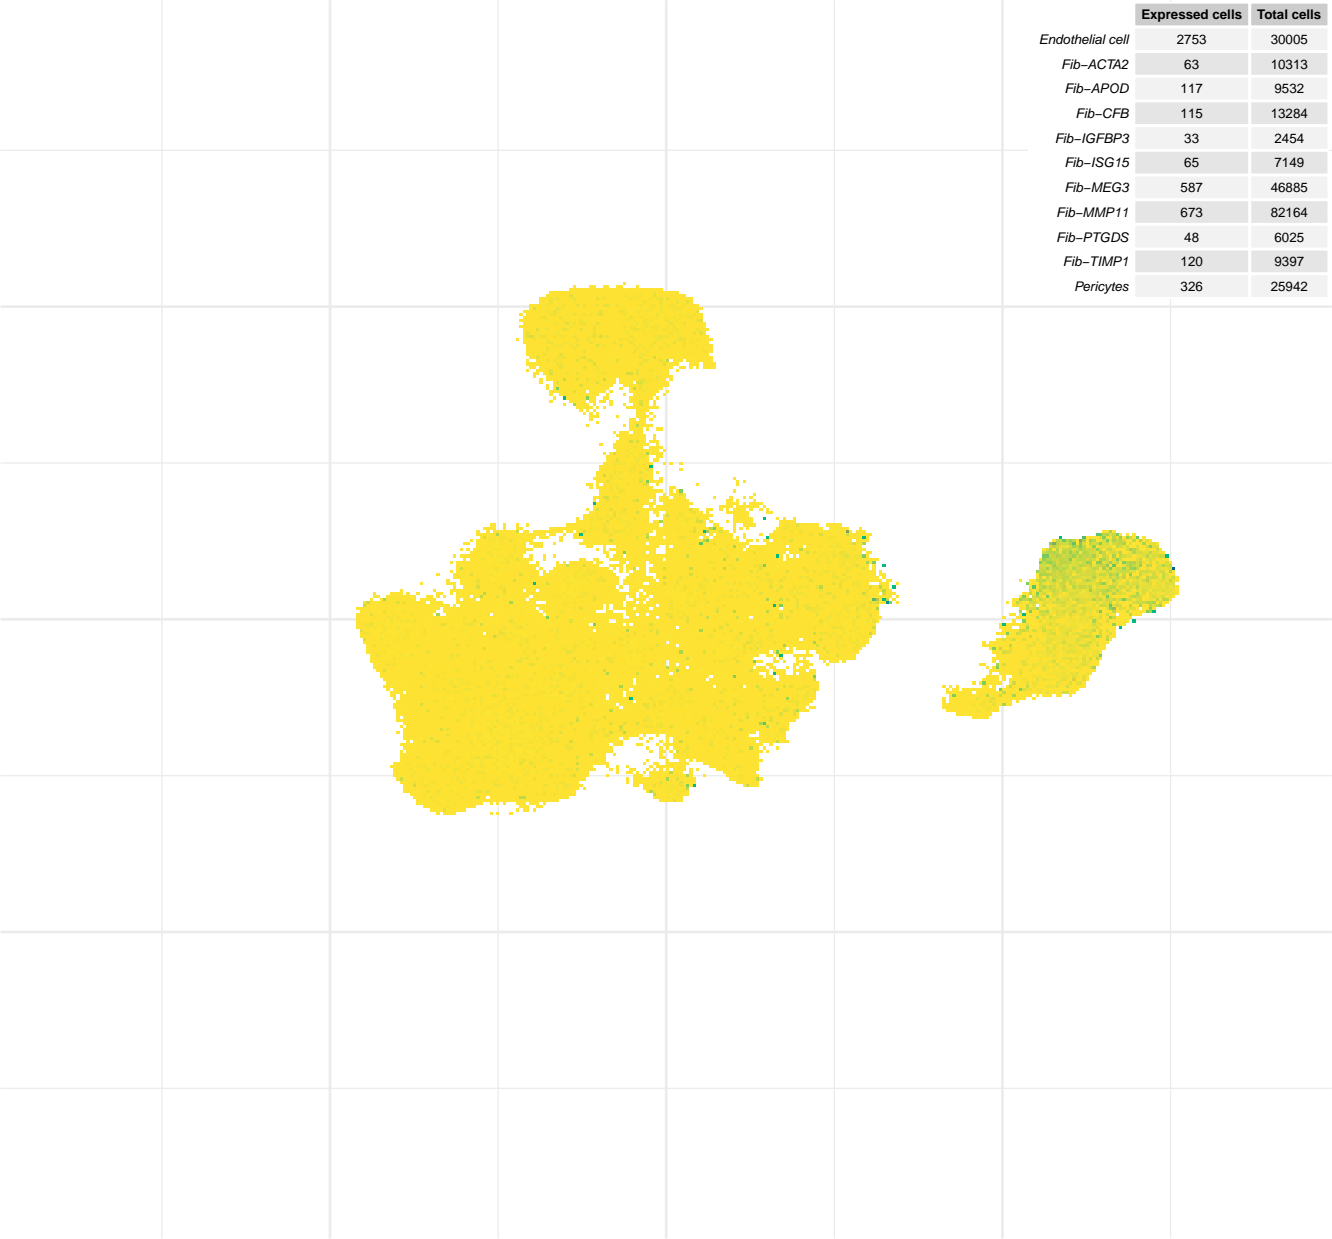 Expressed cells Total cells
Endothelial cell 2753 30005
Fib−ACTA2 63 10313
Fib−APOD 117 9532
Fib−CFB 115 13284
Fib−IGFBP3 33 2454
Fib−ISG15 65 7149
Fib−MEG3 587 46885
Fib−MMP11 673 82164
Fib−PTGDS 48 6025
Fib−TIMP1 120 9397
Pericytes 326 25942